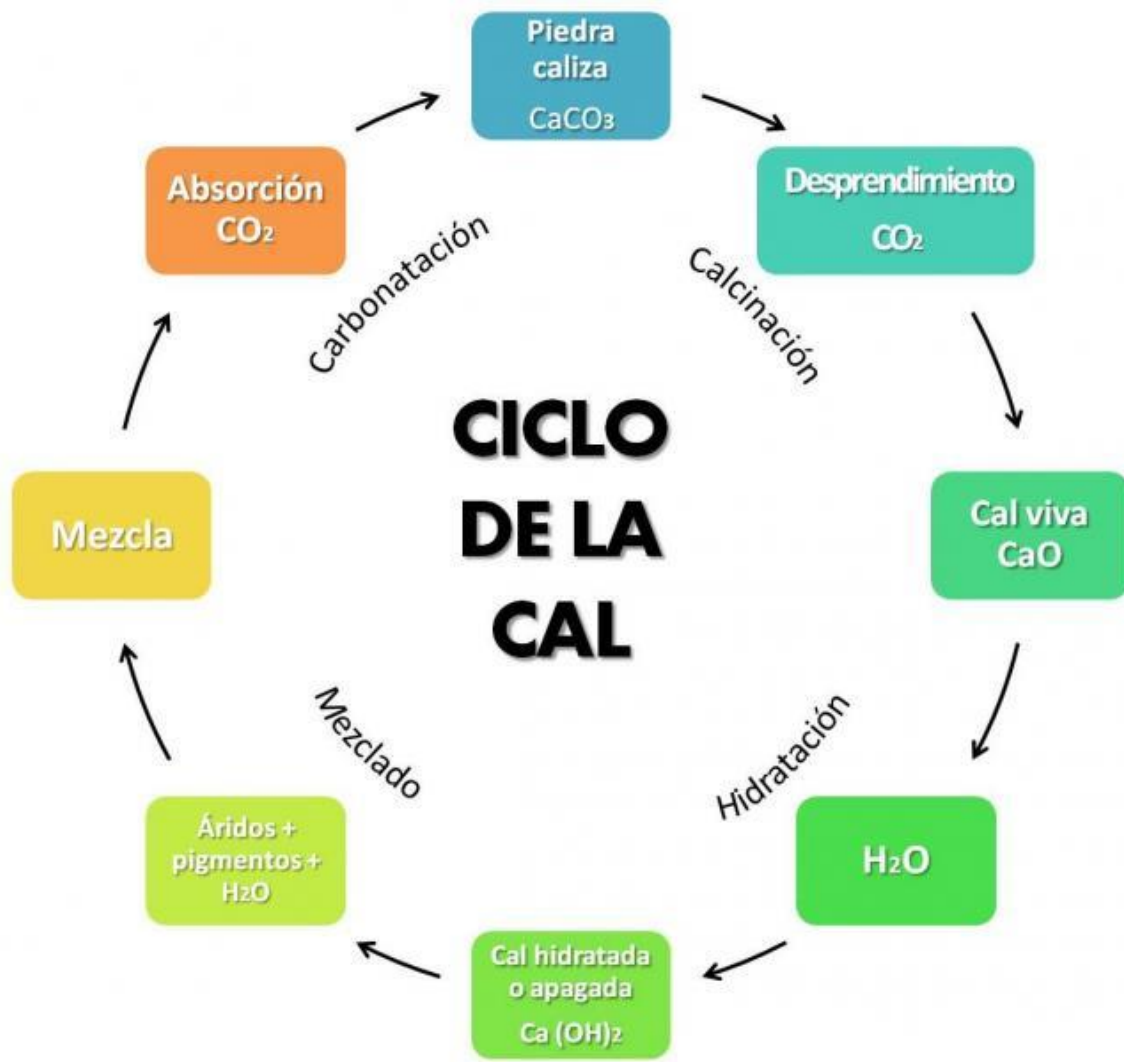 Piedra
caliza
CaCO₃
Desprendimiento
CO₂
Calcinación
Cal viva
CaO
Hidratación
H₂O
Cal hidratada
o apagada
Ca (OH)₂
Áridos +
pigmentos +
H₂O
Mezclado
Mezcla
Absorción
CO₂
Carbonatación
CICLO
DE LA
CAL